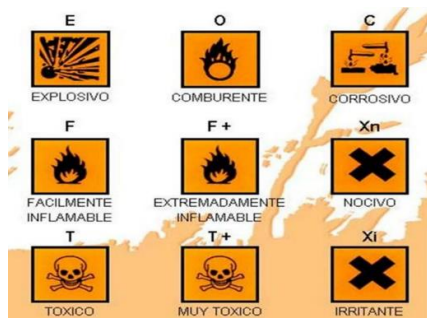 E O C
EXPLOSIVO COMBURENTE CORROSIVO
F F + Xn
FACILMENTE INFLAMABLE EXTREMADAMENTE INFLAMABLE NOCIVO
T T + Xi
TOXICO MUY TOXICO IRRITANTE